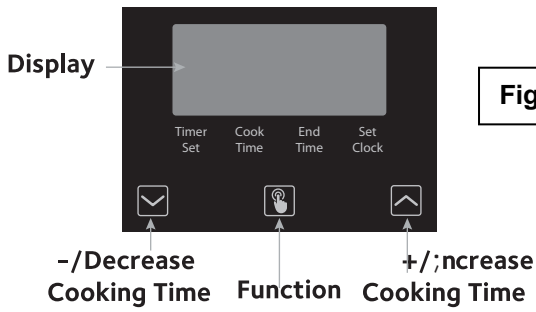 Display
Fig
Timer Set
Cook Time
End Time
Set Clock
-/Decrease
Cooking Time
Function
+/;ncrease
Cooking Time